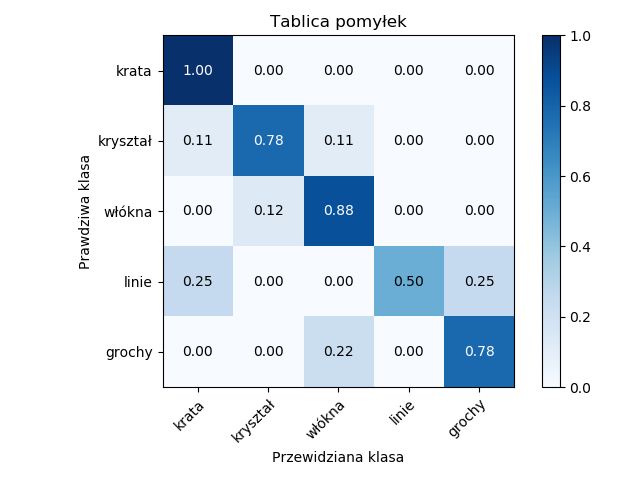 Tablica pomyłek
Prawdziwa klasa
krata 1.00 0.00 0.00 0.00 0.00
kryształ 0.11 0.78 0.11 0.00 0.00
włókna 0.00 0.12 0.88 0.00 0.00
linie 0.25 0.00 0.00 0.50 0.25
grochy 0.00 0.00 0.22 0.00 0.78
krata kryształ włókna linie grochy
Przewidziana klasa
1.0
0.8
0.6
0.4
0.2
0.0